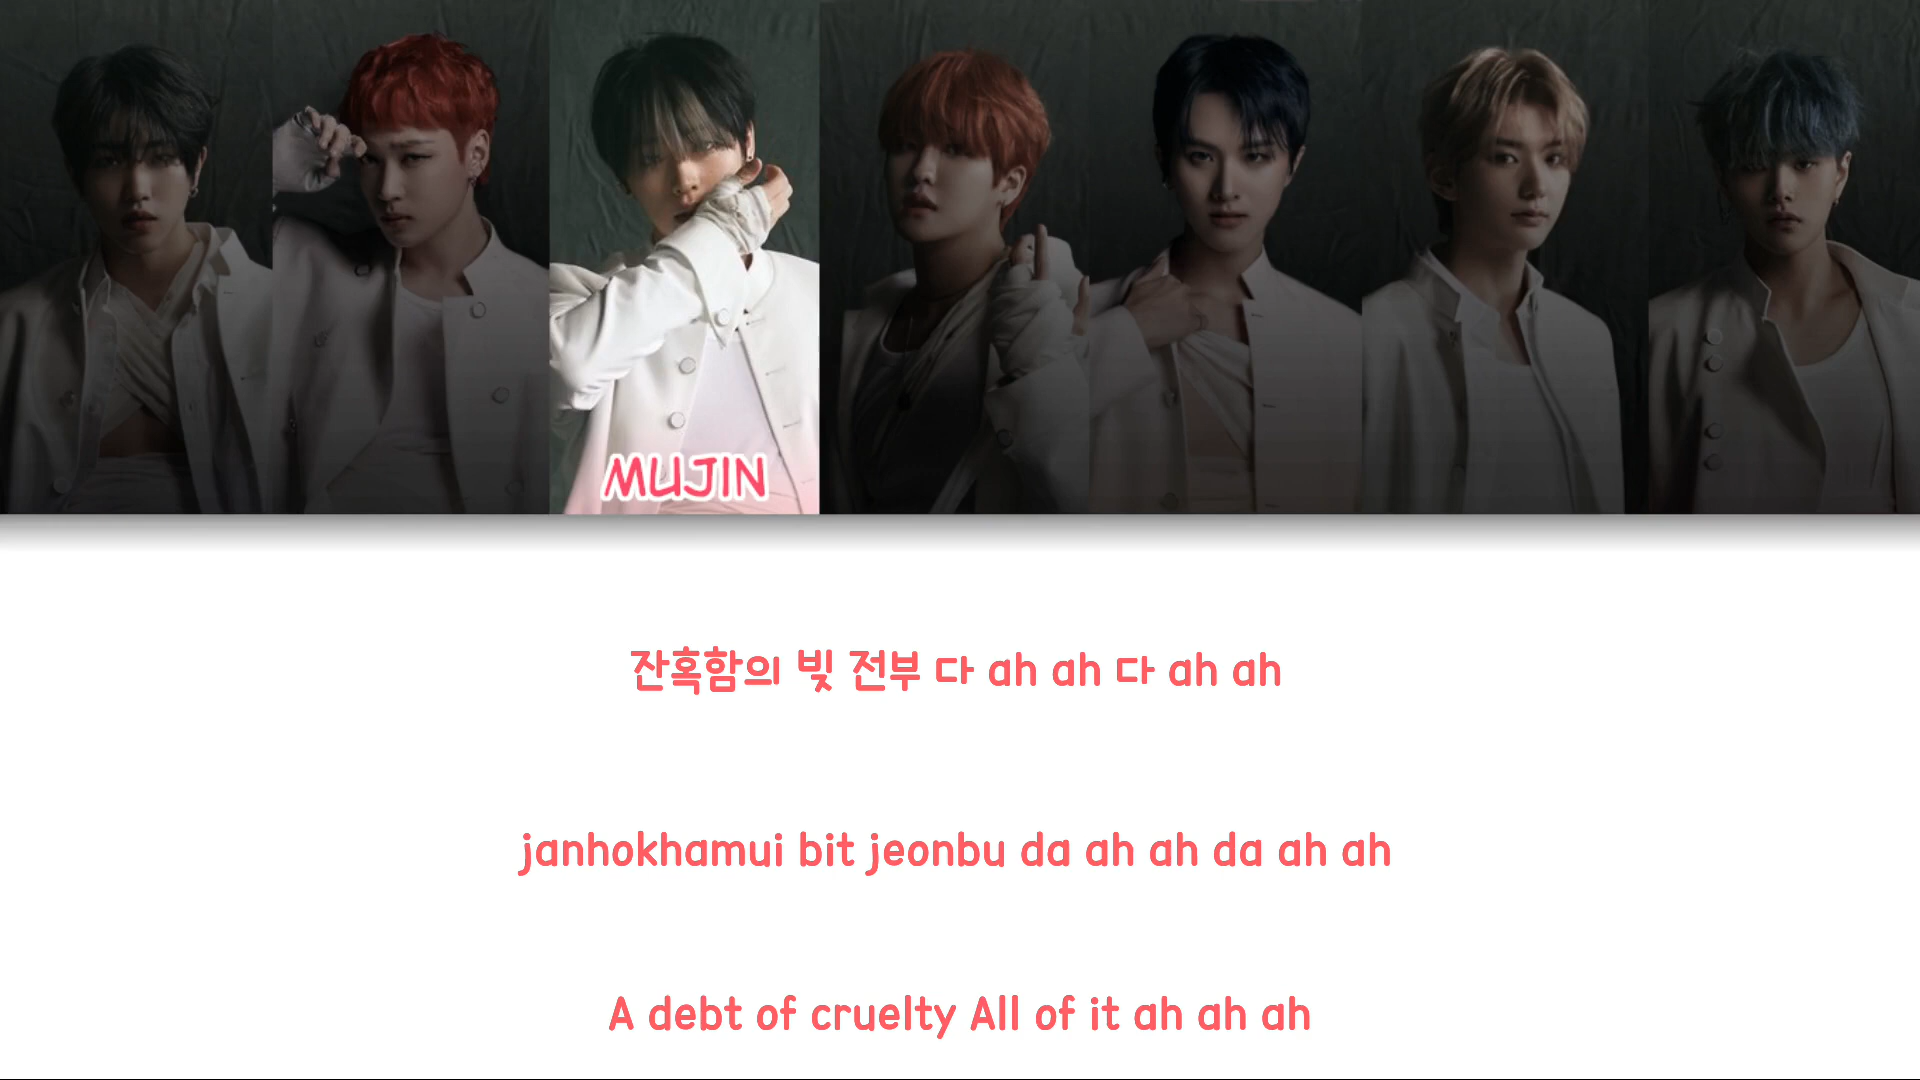 MUJIN
잔혹함의 빚 전부 다 ah ah 다 ah ah
janhokhamui bit jeonbu da ah ah da ah ah
A debt of cruelty All of it ah ah ah